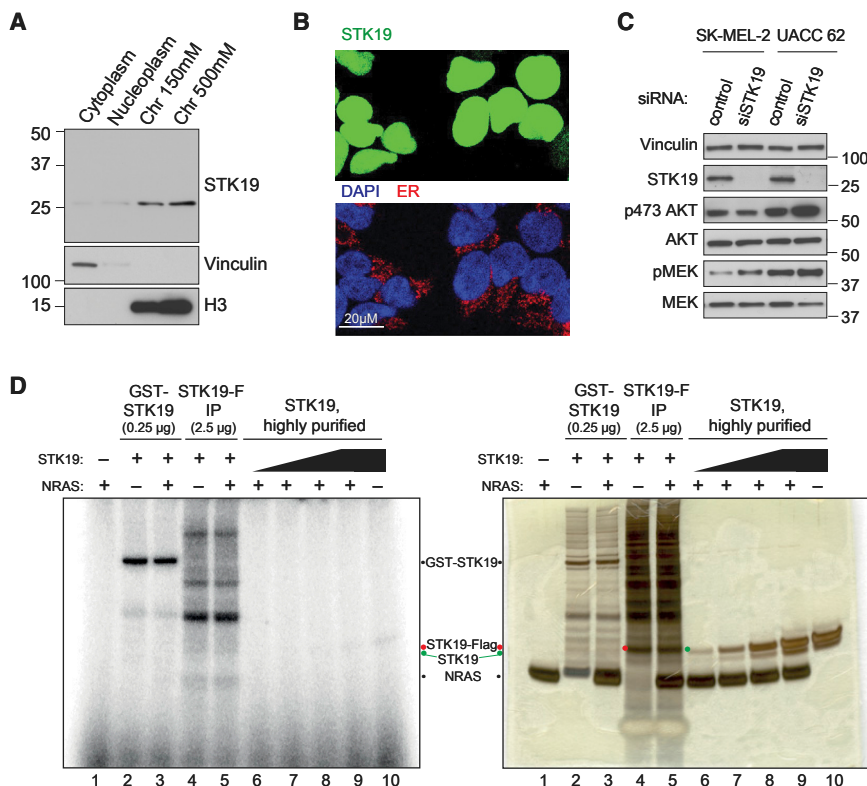 A
Cytoplasm
Nucleoplasm
Chr 150mM
Chr 500mM
50
37
25
STK19
Vinculin
100
15
H3
B
STK19
DAPI ER
20µM
C
SK-MEL-2 UACC 62
siRNA:
control
siSTK19
control
siSTK19
Vinculin
100
STK19
25
p473 AKT
50
AKT
50
pMEK
37
MEK
37
D
GST-
STK19
(0.25 µg)
STK19-F
IP
(2.5 µg)
STK19,
highly purified
STK19: – + + + +
NRAS: + – + – + + + + + –
GST-STK19
STK19-Flag
STK19
NRAS
1 2 3 4 5 6 7 8 9 10
GST-
STK19
(0.25 µg)
STK19-F
IP
(2.5 µg)
STK19,
highly purified
STK19: – + + + +
NRAS: + – + – + + + + + –
1 2 3 4 5 6 7 8 9 10